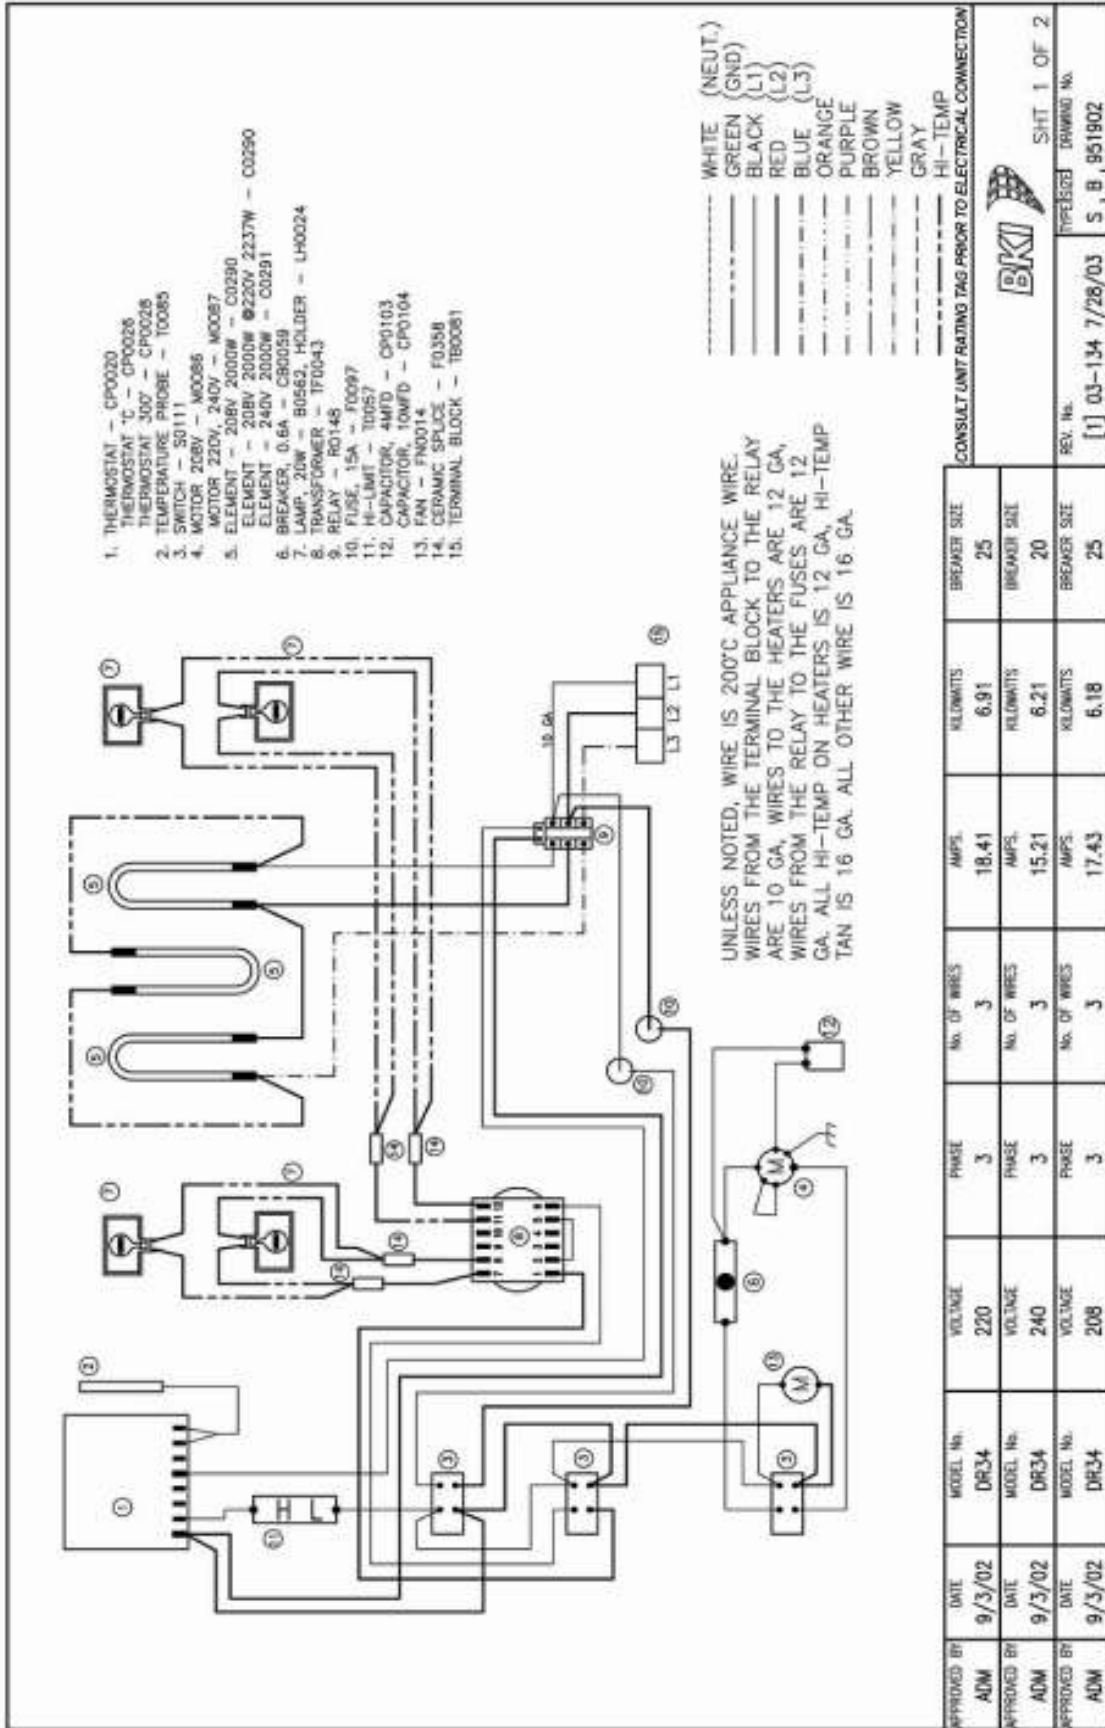 1. THERMOSTAT - CP0020
THERMOSTAT °C - CP0026
THERMOSTAT 300° - CP0028
2. TEMPERATURE PROBE - T0085
3. SWITCH - S0111
4. MOTOR 208V - M0086
MOTOR 220V, 240V - M0087
5. ELEMENT - 208V 2000W - C0290
ELEMENT - 208V 2000W @220V 2237W - C0290
ELEMENT - 240V 2000W - C0291
6. BREAKER, 0.6A - CB0059
7. LAMP, 20W - B0562, HOLDER - LH0024
8. TRANSFORMER - TF0043
9. RELAY - R0148
10. FUSE, 15A - F0097
11. HI-LIMIT - T0057
12. CAPACITOR, 4MFD - CP0103
CAPACITOR, 10MFD - CP0104
13. FAN - FN0014
14. CERAMIC SPLICE - F0358
15. TERMINAL BLOCK - TB0081
10 GA
L3 L2 L1
H L
M
M
UNLESS NOTED, WIRE IS 200°C APPLIANCE WIRE.
WIRES FROM THE TERMINAL BLOCK TO THE RELAY
ARE 10 GA, WIRES TO THE HEATERS ARE 12 GA,
WIRES FROM THE RELAY TO THE FUSES ARE 12
GA. ALL HI-TEMP ON HEATERS IS 12 GA, HI-TEMP
TAN IS 16 GA. ALL OTHER WIRE IS 16 GA.
WHITE (NEUT.)
GREEN (GND)
BLACK (L1)
RED (L2)
BLUE (L3)
ORANGE
PURPLE
BROWN
YELLOW
GRAY
HI-TEMP
CONSULT UNIT RATING TAG PRIOR TO ELECTRICAL CONNECTION
APPROVED BY DATE MODEL No. VOLTAGE PHASE No. OF WIRES AMPS. KILOWATTS BREAKER SIZE
ADM 9/3/02 DR34 220 3 3 18.41 6.91 25
APPROVED BY DATE MODEL No. VOLTAGE PHASE No. OF WIRES AMPS. KILOWATTS BREAKER SIZE
ADM 9/3/02 DR34 240 3 3 15.21 6.21 20
APPROVED BY DATE MODEL No. VOLTAGE PHASE No. OF WIRES AMPS. KILOWATTS BREAKER SIZE
ADM 9/3/02 DR34 208 3 3 17.43 6.18 25
BKI
SHT 1 OF 2
REV. No. TYPE SIZE DRAWING No.
[1] 03-134 7/28/03 S , B , 951902